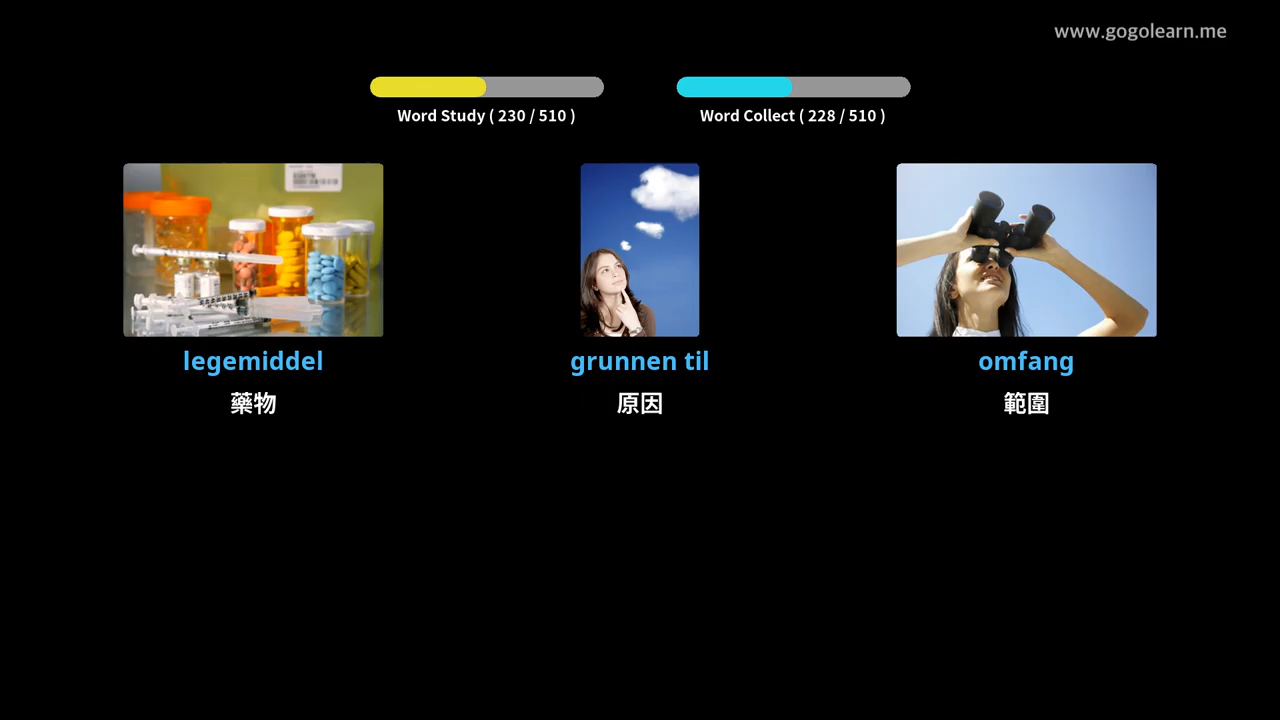 www.gogolearn.me
Word Study ( 230 / 510 )
Word Collect ( 228 / 510 )
legemiddel
grunnen til
omfang
藥物
原因
範圍